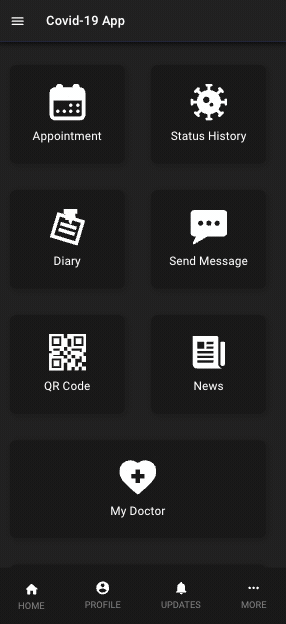 Covid-19 App
Appointment
Status History
Diary
Send Message
QR Code
News
My Doctor
HOME
PROFILE
UPDATES
MORE